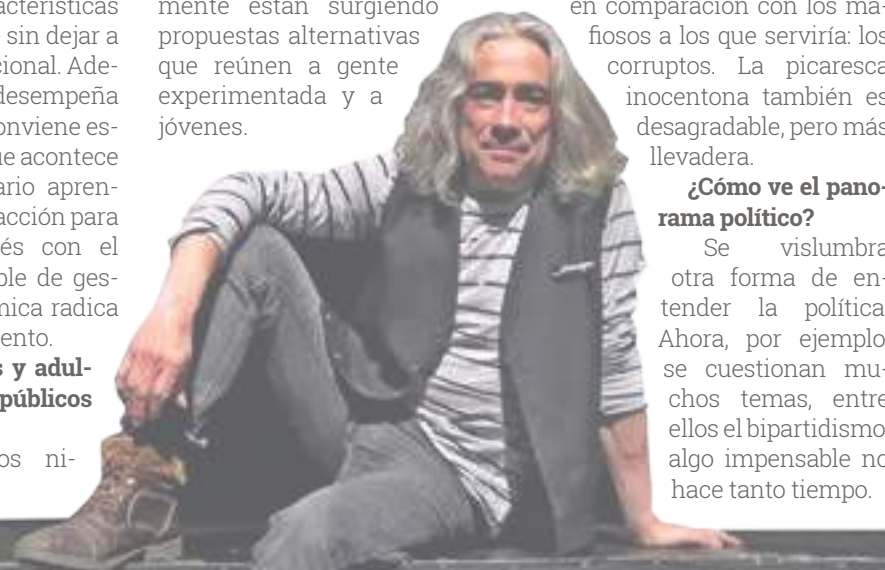 acterísticas
sin dejar a
cional. Ade-
desempeña
onviene es-
ue acontece
ario apren-
acción para
és con el
ble de ges-
mica radica
ento.
s y adul-
públicos
os ni-
mente están surgiendo
propuestas alternativas
que reúnen a gente
experimentada y a
jóvenes.
en comparación con los ma-
fiosos a los que serviría: los
corruptos. La picaresca
inocentona también es
desagradable, pero más
llevadera.
¿Cómo ve el pano-
rama político?
Se vislumbra
otra forma de en-
tender la política
Ahora, por ejemplo
se cuestionan mu-
chos temas, entre
ellos el bipartidismo
algo impensable no
hace tanto tiempo.